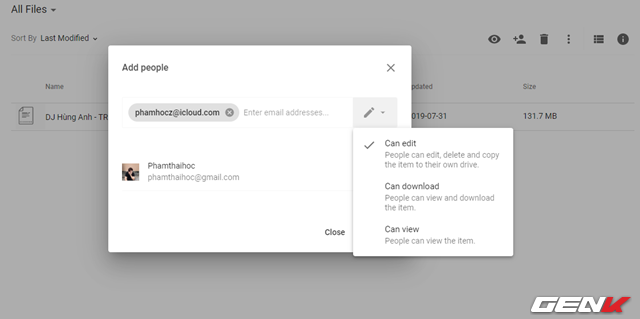 All Files
Sort By Last Modified
Add people
Name
Size
phamhocz@icloud.com Enter email addresses...
DJ Hùng Anh - TR
019-07-31
131.7 MB
Can edit
People can edit, delete and copy
the item to their own drive.
Phamthaihoc
phamthaihoc@gmail.com
Can download
People can view and download
the item.
Can view
People can view the item.
Close
GENK